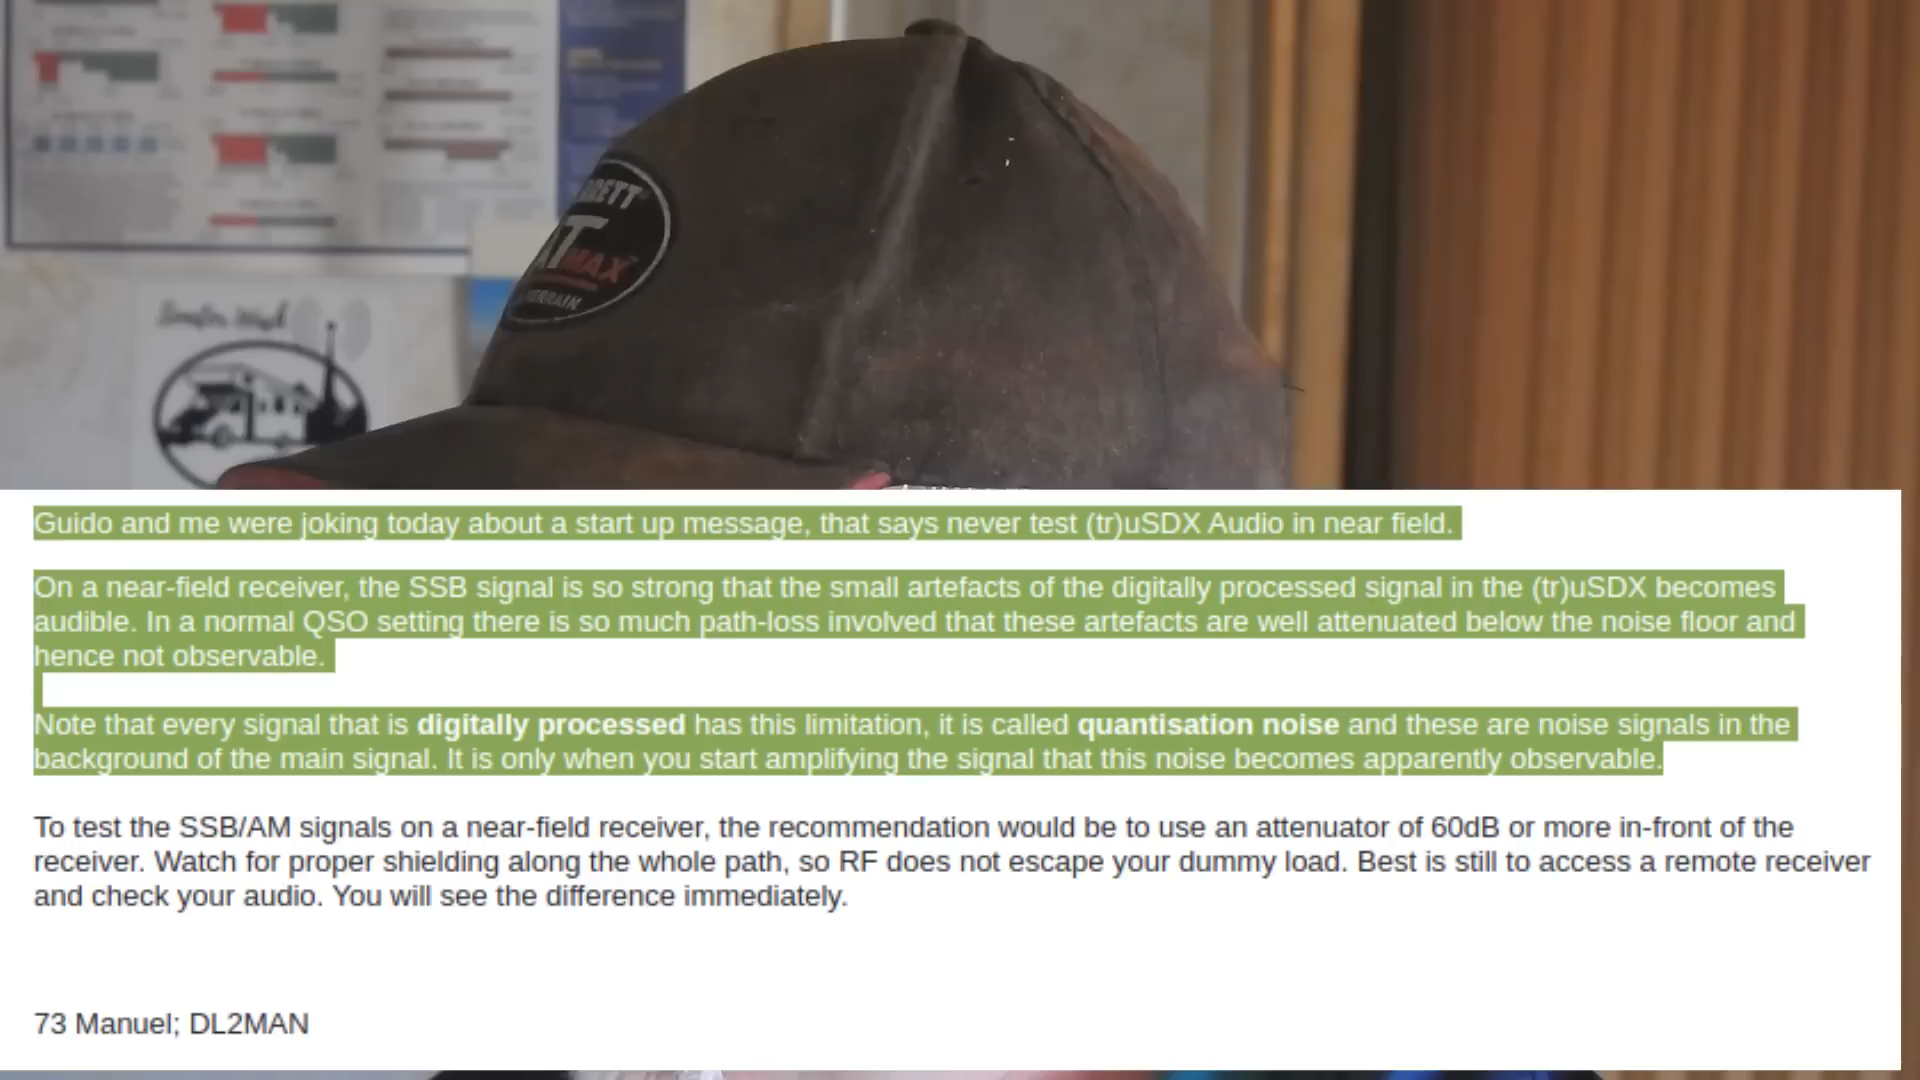 RRETT
AT
MAX
TERRAIN
Guido and me were joking today about a start up message, that says never test (tr)uSDX Audio in near field.
On a near-field receiver, the SSB signal is so strong that the small artefacts of the digitally processed signal in the (tr)uSDX becomes
audible. In a normal QSO setting there is so much path-loss involved that these artefacts are well attenuated below the noise floor and
hence not observable.
Note that every signal that is digitally processed has this limitation, it is called quantisation noise and these are noise signals in the
background of the main signal. It is only when you start amplifying the signal that this noise becomes apparently observable.
To test the SSB/AM signals on a near-field receiver, the recommendation would be to use an attenuator of 60dB or more in-front of the
receiver. Watch for proper shielding along the whole path, so RF does not escape your dummy load. Best is still to access a remote receiver
and check your audio. You will see the difference immediately.
73 Manuel; DL2MAN